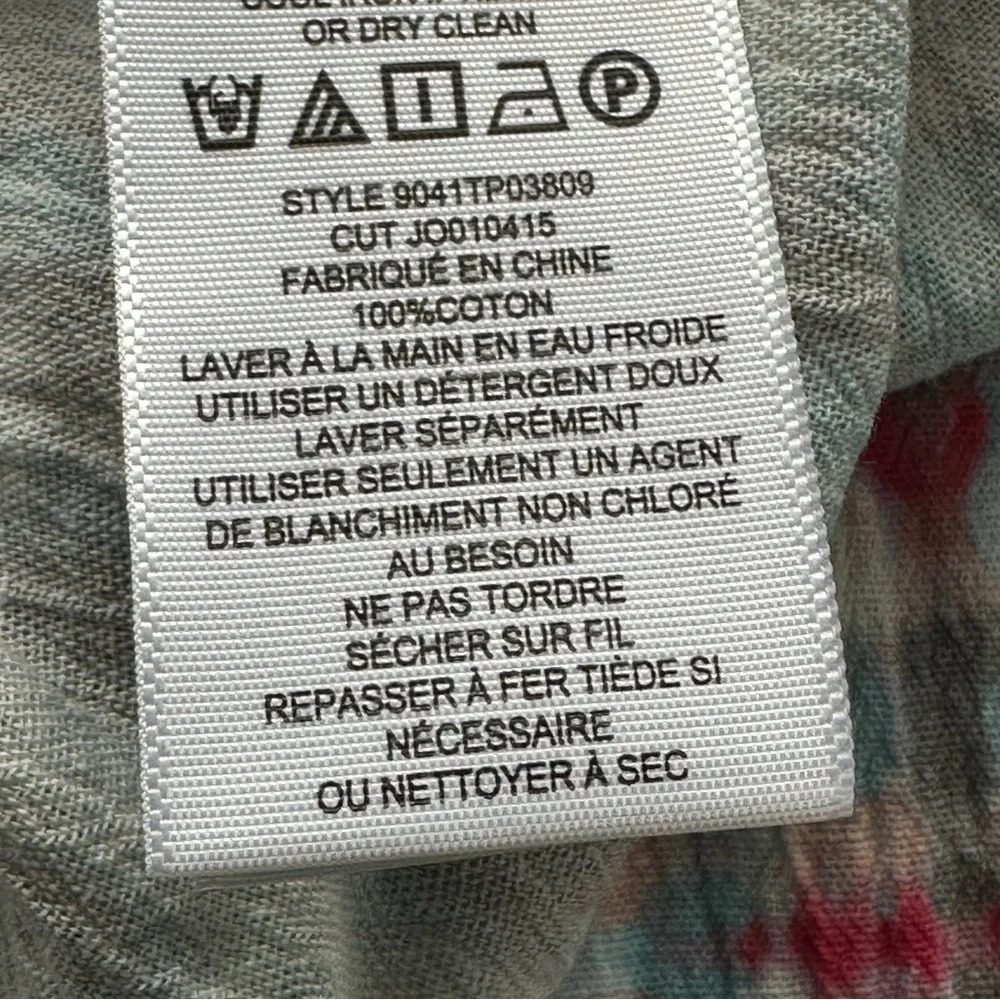 OR DRY CLEAN
P
STYLE 9041TP03809
CUT JO010415
FABRIQUÉ EN CHINE
100%COTON
LAVER À LA MAIN EN EAU FROIDE
UTILISER UN DÉTERGENT DOUX
LAVER SÉPARÉMENT
UTILISER SEULEMENT UN AGENT
DE BLANCHIMENT NON CHLORÉ
AU BESOIN
NE PAS TORDRE
SÉCHER SUR FIL
REPASSER À FER TIÈDE SI
NÉCESSAIRE
OU NETTOYER À SEC